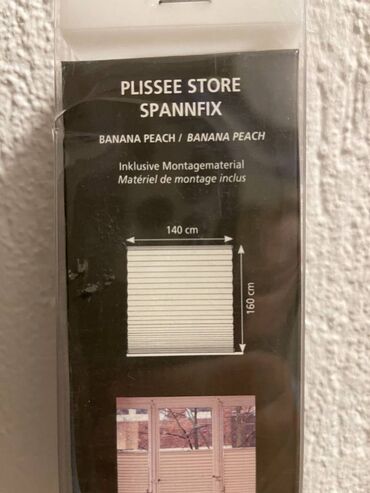 PLISSEE STORE
SPANNFIX
BANANA PEACH / BANANA PEACH
Inklusive Montagematerial
Matériel de montage inclus
140 cm
160 cm